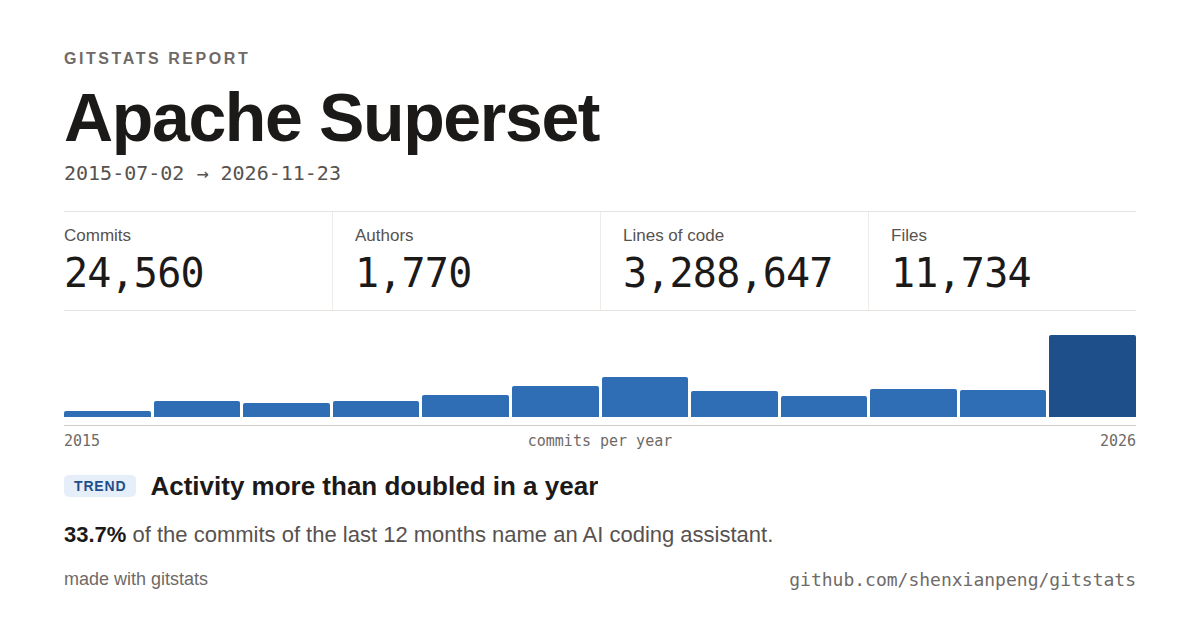 GITSTATS REPORT
Apache Superset
2015-07-02 → 2026-11-23
Commits Authors Lines of code Files
24,560 1,770 3,288,647 11,734
2015 commits per year 2026
TREND Activity more than doubled in a year
33.7% of the commits of the last 12 months name an AI coding assistant.
made with gitstats github.com/shenxianpeng/gitstats